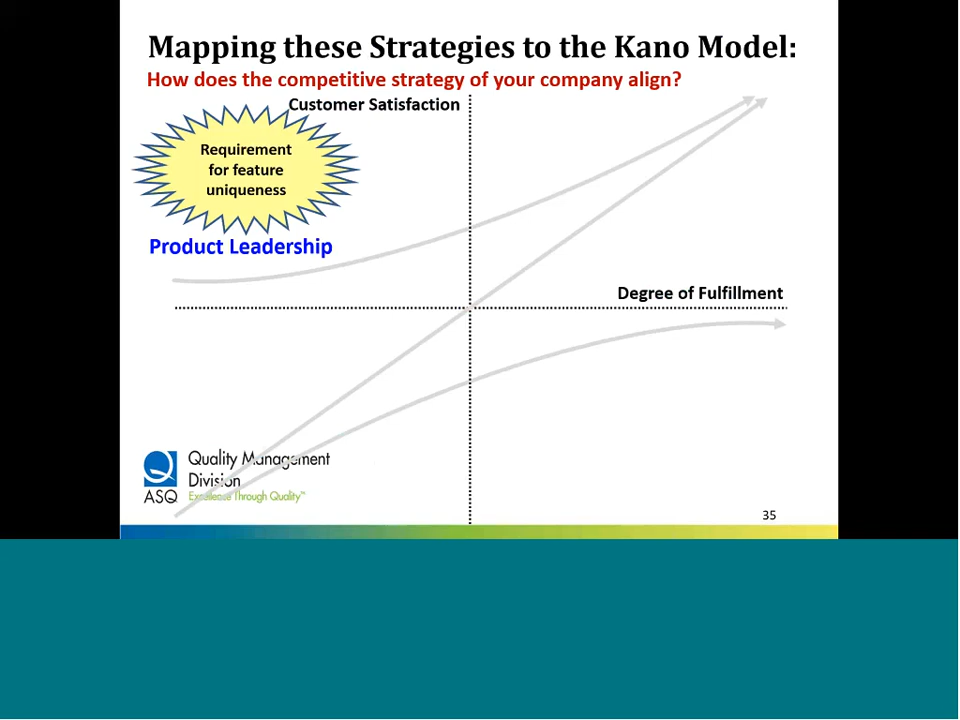 Mapping these Strategies to the Kano Model:
How does the competitive strategy of your company align?
Customer Satisfaction
Requirement
for feature
uniqueness
Product Leadership
Degree of Fulfillment
Quality Management
Division
ASQ Excellence Through Quality™
35